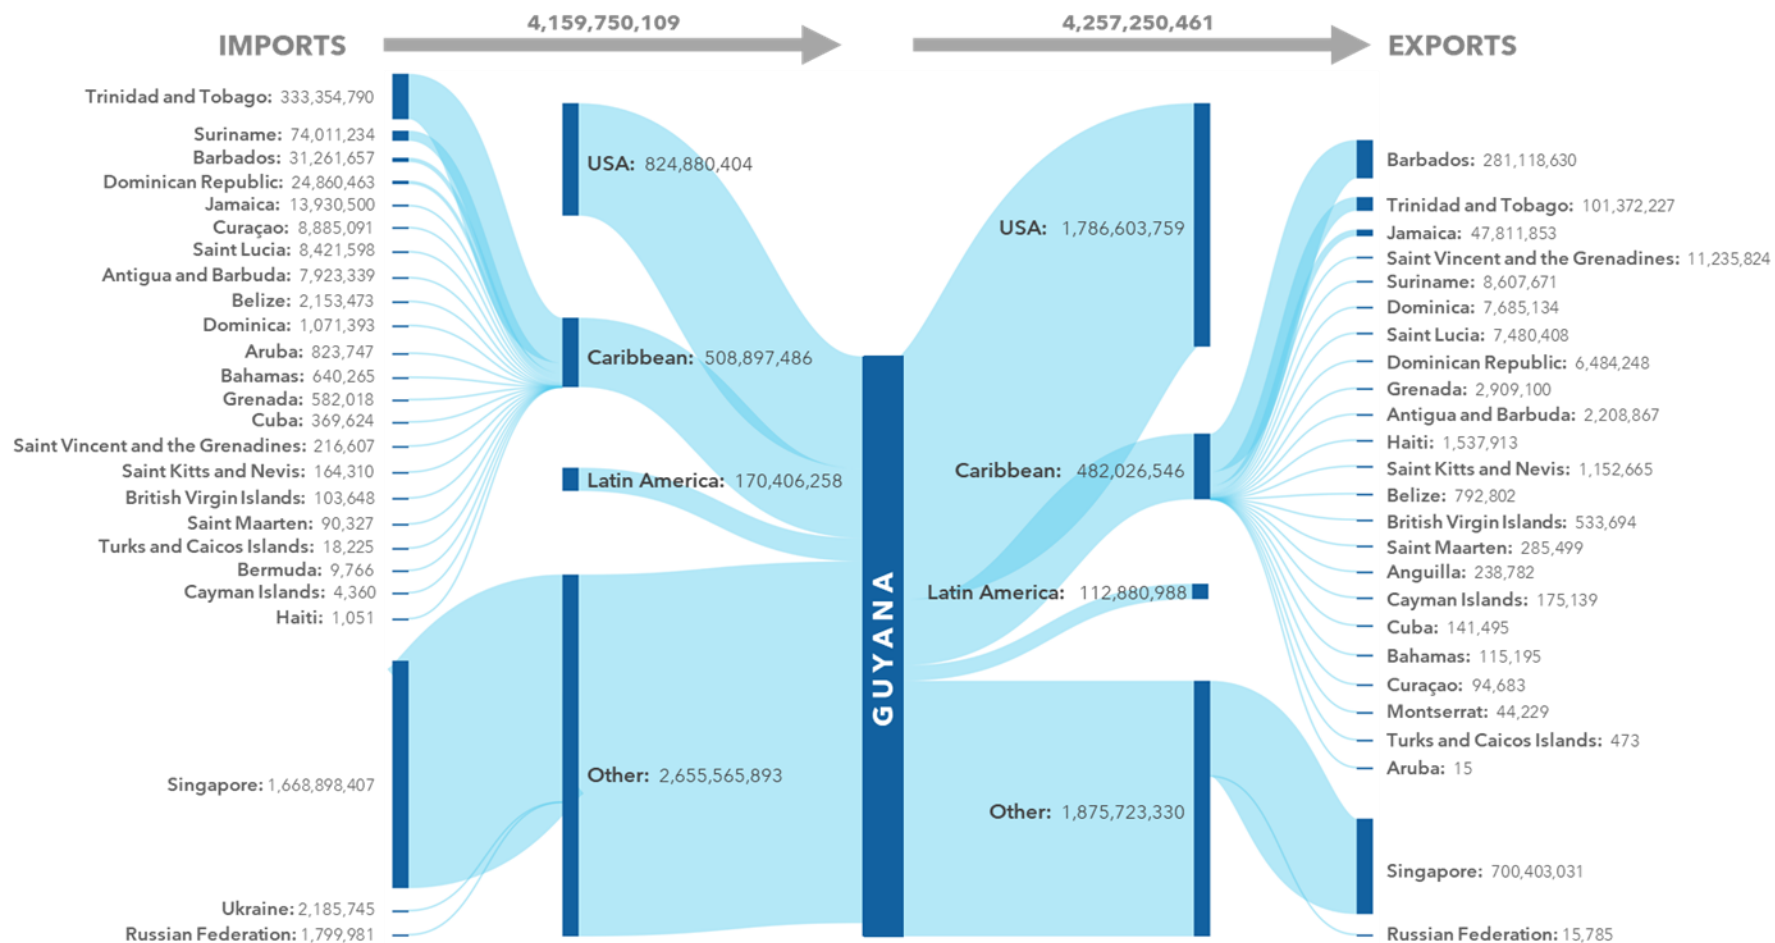 4,159,750,109
4,257,250,461
IMPORTS
EXPORTS
Trinidad and Tobago: 333,354,790
Suriname: 74,011,234
Barbados: 31,261,657
Dominican Republic: 24,860,463
Jamaica: 13,930,500
Curaçao: 8,885,091
Saint Lucia: 8,421,598
Antigua and Barbuda: 7,923,339
Belize: 2,153,473
Dominica: 1,071,393
Aruba: 823,747
Bahamas: 640,265
Grenada: 582,018
Cuba: 369,624
Saint Vincent and the Grenadines: 216,607
Saint Kitts and Nevis: 164,310
British Virgin Islands: 103,648
Saint Maarten: 90,327
Turks and Caicos Islands: 18,225
Bermuda: 9,766
Cayman Islands: 4,360
Haiti: 1,051
Singapore: 1,668,898,407
Ukraine: 2,185,745
Russian Federation: 1,799,981
USA: 824,880,404
Caribbean: 508,897,486
Latin America: 170,406,258
Other: 2,655,565,893
GUYANA
USA: 1,786,603,759
Caribbean: 482,026,546
Latin America: 112,880,988
Other: 1,875,723,330
Barbados: 281,118,630
Trinidad and Tobago: 101,372,227
Jamaica: 47,811,853
Saint Vincent and the Grenadines: 11,235,824
Suriname: 8,607,671
Dominica: 7,685,134
Saint Lucia: 7,480,408
Dominican Republic: 6,484,248
Grenada: 2,909,100
Antigua and Barbuda: 2,208,867
Haiti: 1,537,913
Saint Kitts and Nevis: 1,152,665
Belize: 792,802
British Virgin Islands: 533,694
Saint Maarten: 285,499
Anguilla: 238,782
Cayman Islands: 175,139
Cuba: 141,495
Bahamas: 115,195
Curaçao: 94,683
Montserrat: 44,229
Turks and Caicos Islands: 473
Aruba: 15
Singapore: 700,403,031
Russian Federation: 15,785